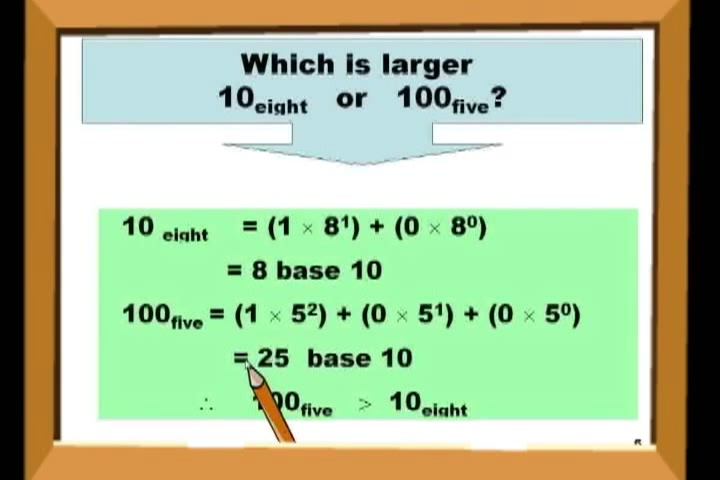 Which is larger
10eight or 100five?
10 eight = (1 × 8¹) + (0 × 8⁰)
= 8 base 10
100five = (1 × 5²) + (0 × 5¹) + (0 × 5⁰)
= 25 base 10
∴ 100five > 10eight